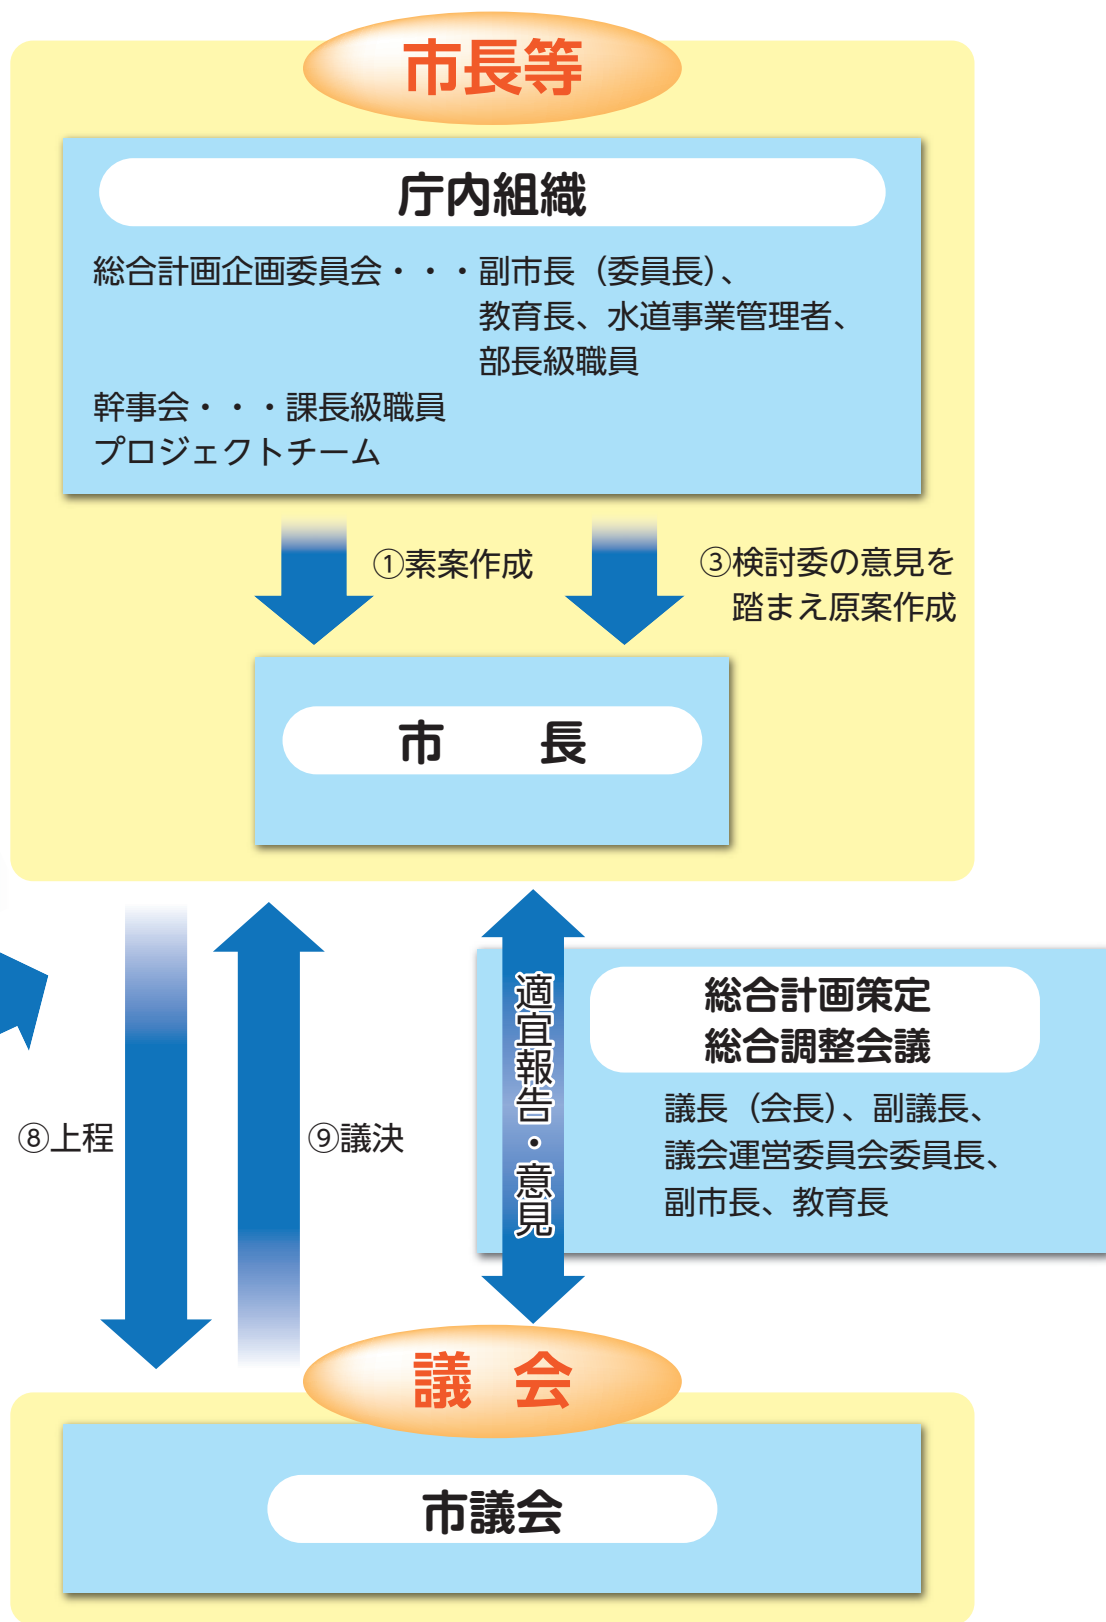 市長等
庁内組織
総合計画企画委員会・・・副市長（委員長）、
教育長、水道事業管理者、
部長級職員
幹事会・・・課長級職員
プロジェクトチーム
①素案作成
③検討委の意見を
踏まえ原案作成
市　　長
⑧上程
⑨議決
適宜報告・意見
総合計画策定
総合調整会議
議長（会長）、副議長、
議会運営委員会委員長、
副市長、教育長
議　会
市議会